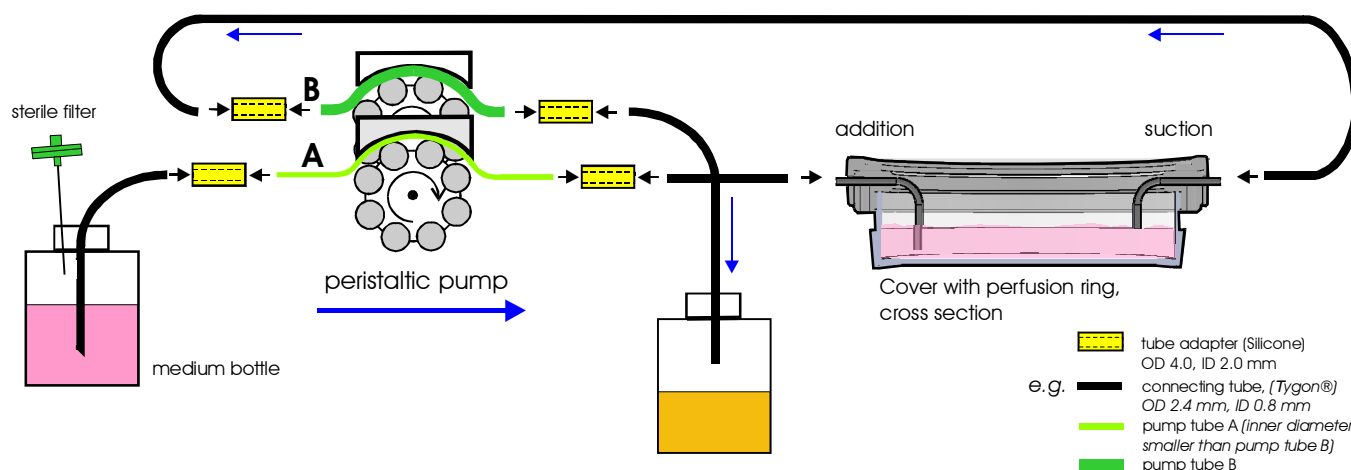 sterile filter
B
A
addition
suction
peristaltic pump
medium bottle
Cover with perfusion ring,
cross section
tube adapter (Silicone)
OD 4.0, ID 2.0 mm
e.g.
connecting tube, (Tygon®)
OD 2.4 mm, ID 0.8 mm
pump tube A (inner diameter
smaller than pump tube B)
pump tube B